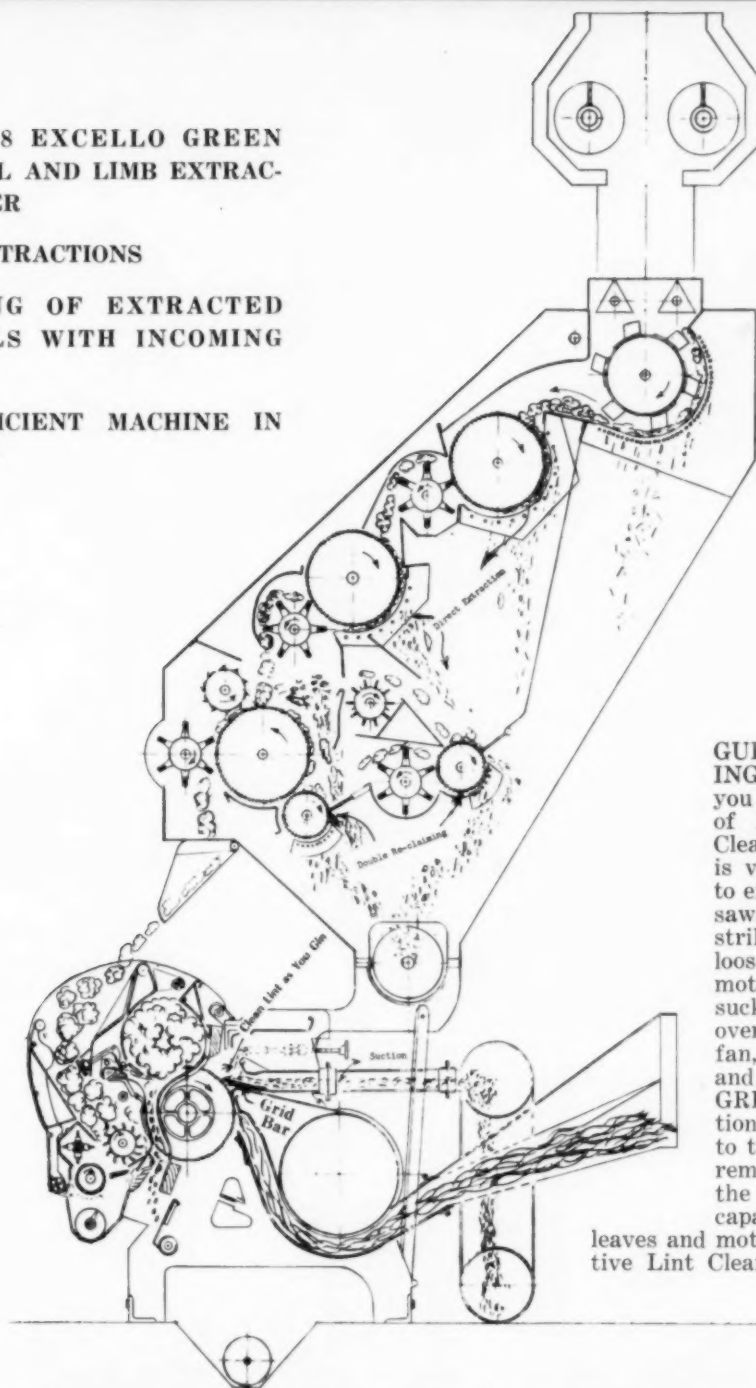 8 EXCELLO GREEN
L AND LIMB EXTRAC-
ER
TRACTIONS
NG OF EXTRACTED
LS WITH INCOMING
ICIENT MACHINE IN
Direct Extraction
Double Re-claiming
Clean Lint as You Gin
Suction
Grid
Bar
GUI
ING
you
of
Clea
is v
to e
saw
stril
loos
mot
suck
over
fan,
and
GRI
tion
to t
rem
the
capa
leaves and mot
tive Lint Clea